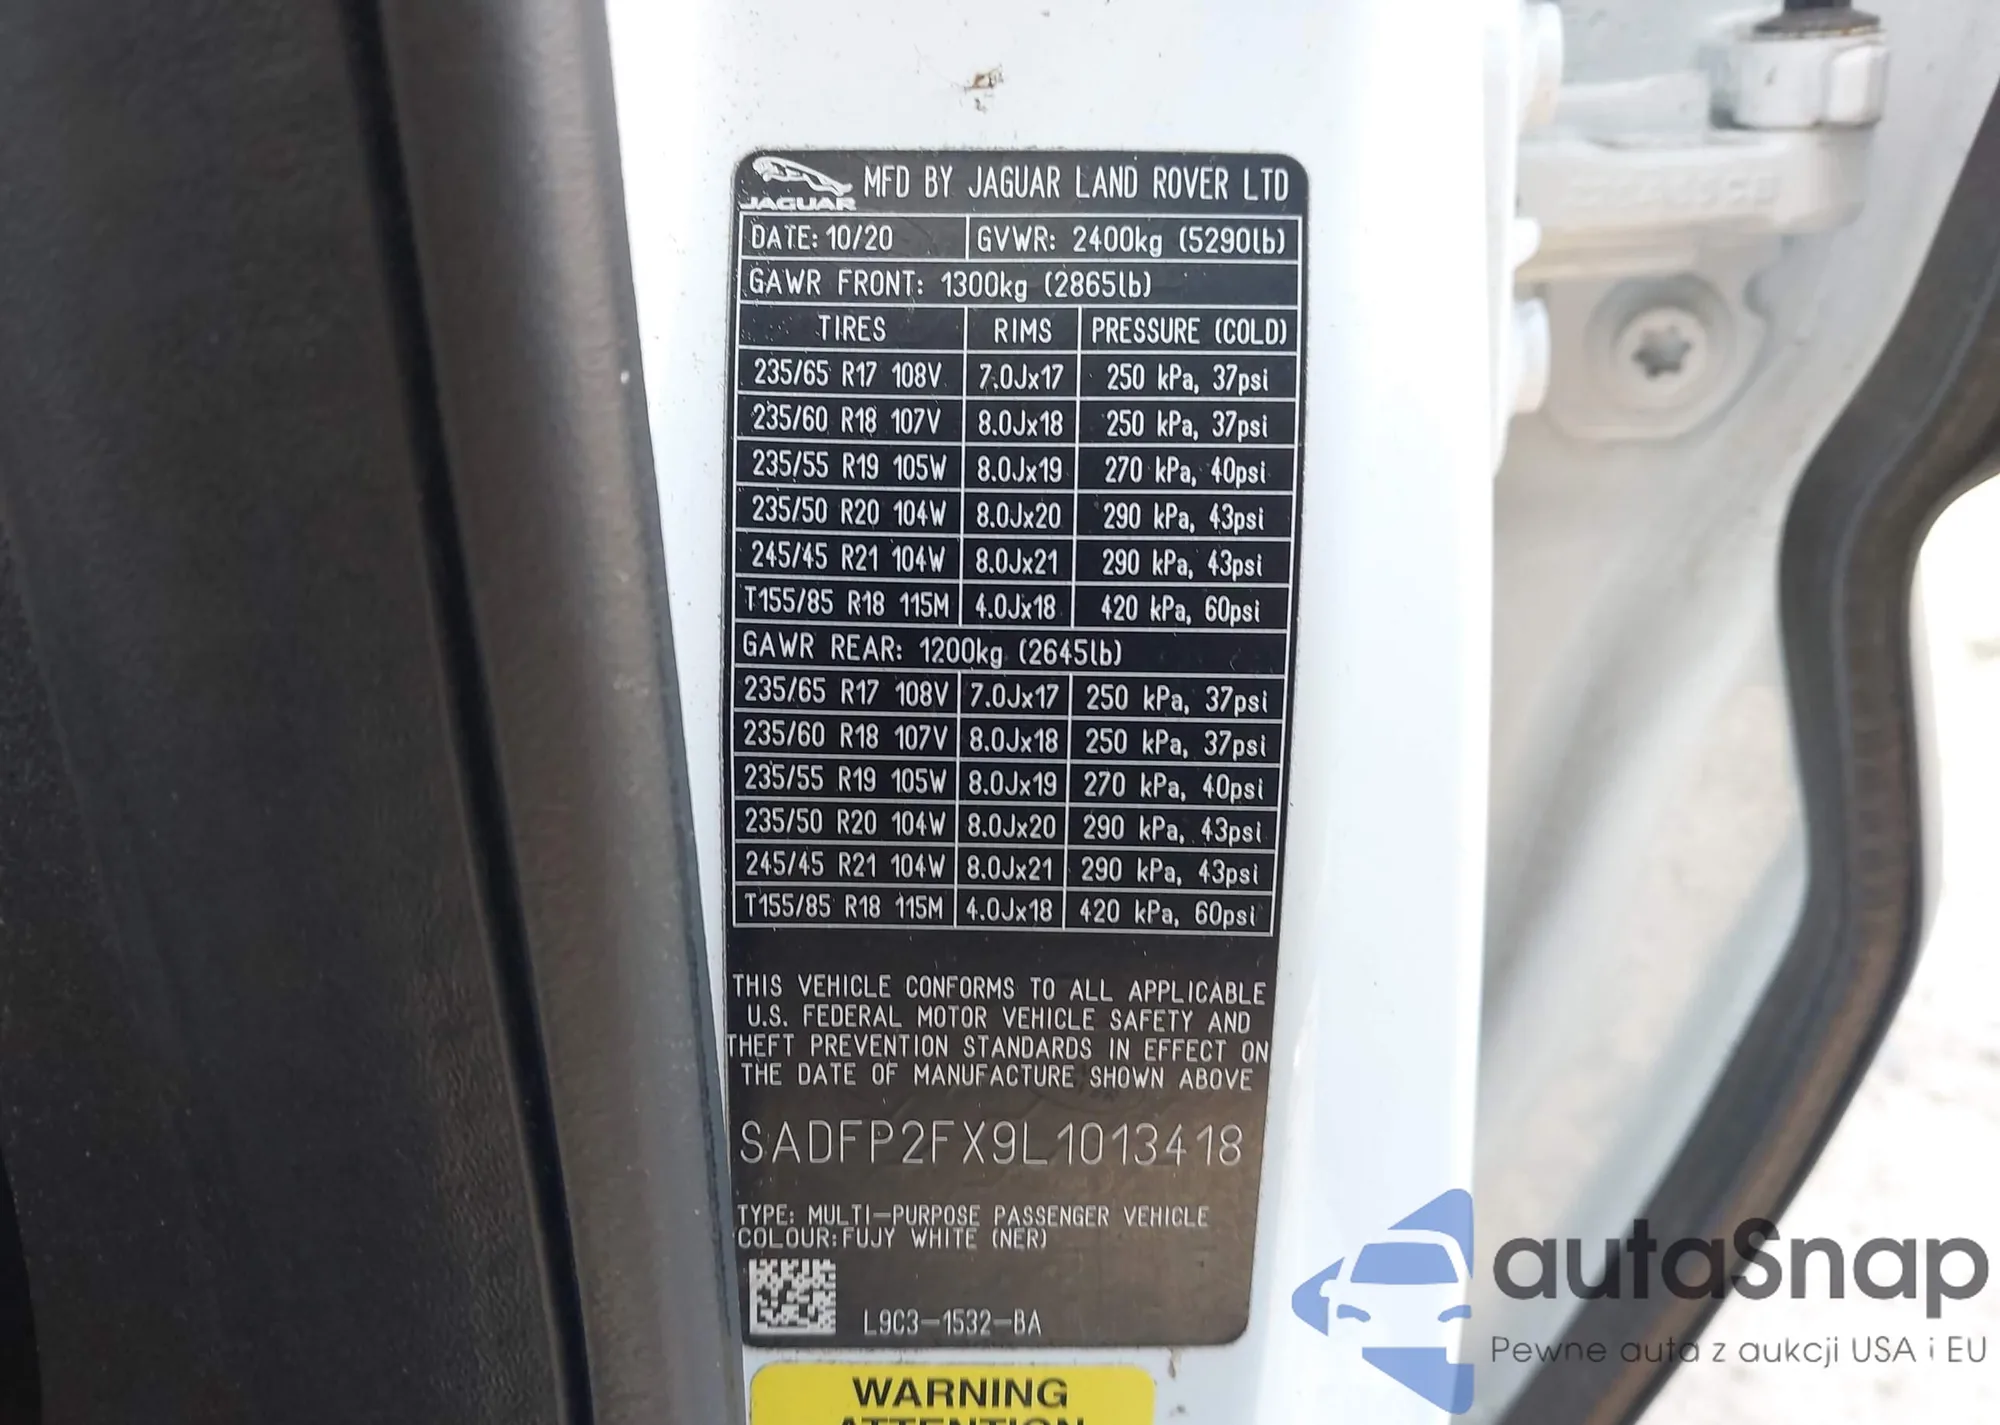 JAGUAR MFD BY JAGUAR LAND ROVER LTD
DATE: 10/20 GVWR: 2400kg (5290lb)
GAWR FRONT: 1300kg (2865lb)
TIRES RIMS PRESSURE (COLD)
235/65 R17 108V 7.0Jx17 250 kPa, 37psi
235/60 R18 107V 8.0Jx18 250 kPa, 37psi
235/55 R19 105W 8.0Jx19 270 kPa, 40psi
235/50 R20 104W 8.0Jx20 290 kPa, 43psi
245/45 R21 104W 8.0Jx21 290 kPa, 43psi
T155/85 R18 115M 4.0Jx18 420 kPa, 60psi
GAWR REAR: 1200kg (2645lb)
235/65 R17 108V 7.0Jx17 250 kPa, 37psi
235/60 R18 107V 8.0Jx18 250 kPa, 37psi
235/55 R19 105W 8.0Jx19 270 kPa, 40psi
235/50 R20 104W 8.0Jx20 290 kPa, 43psi
245/45 R21 104W 8.0Jx21 290 kPa, 43psi
T155/85 R18 115M 4.0Jx18 420 kPa, 60psi
THIS VEHICLE CONFORMS TO ALL APPLICABLE
U.S. FEDERAL MOTOR VEHICLE SAFETY AND
THEFT PREVENTION STANDARDS IN EFFECT ON
THE DATE OF MANUFACTURE SHOWN ABOVE
SADFP2FX9L1013418
TYPE: MULTI-PURPOSE PASSENGER VEHICLE
COLOUR:FUJY WHITE (NER)
L9C3-1532-BA
WARNING
ATTENTION
autoSnap
Pewne auta z aukcji USA i EU